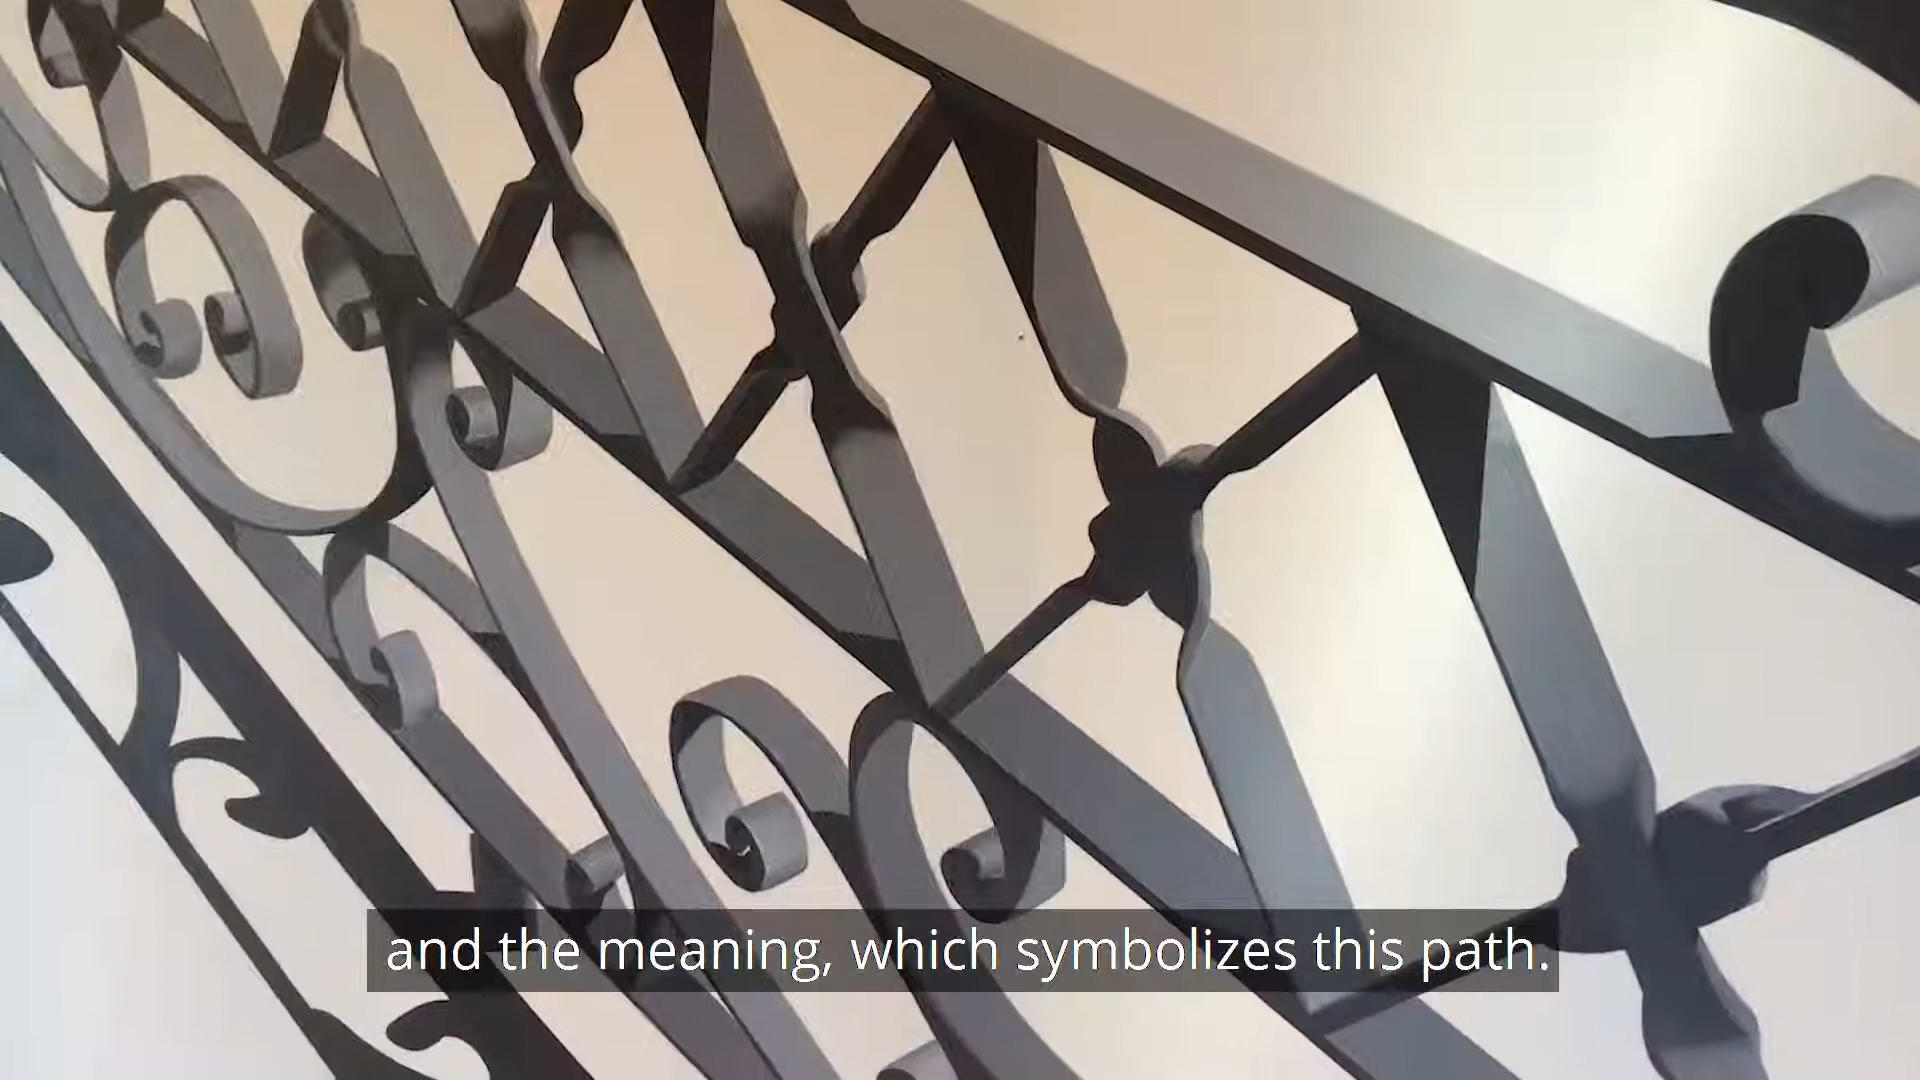 and the meaning, which symbolizes this path.